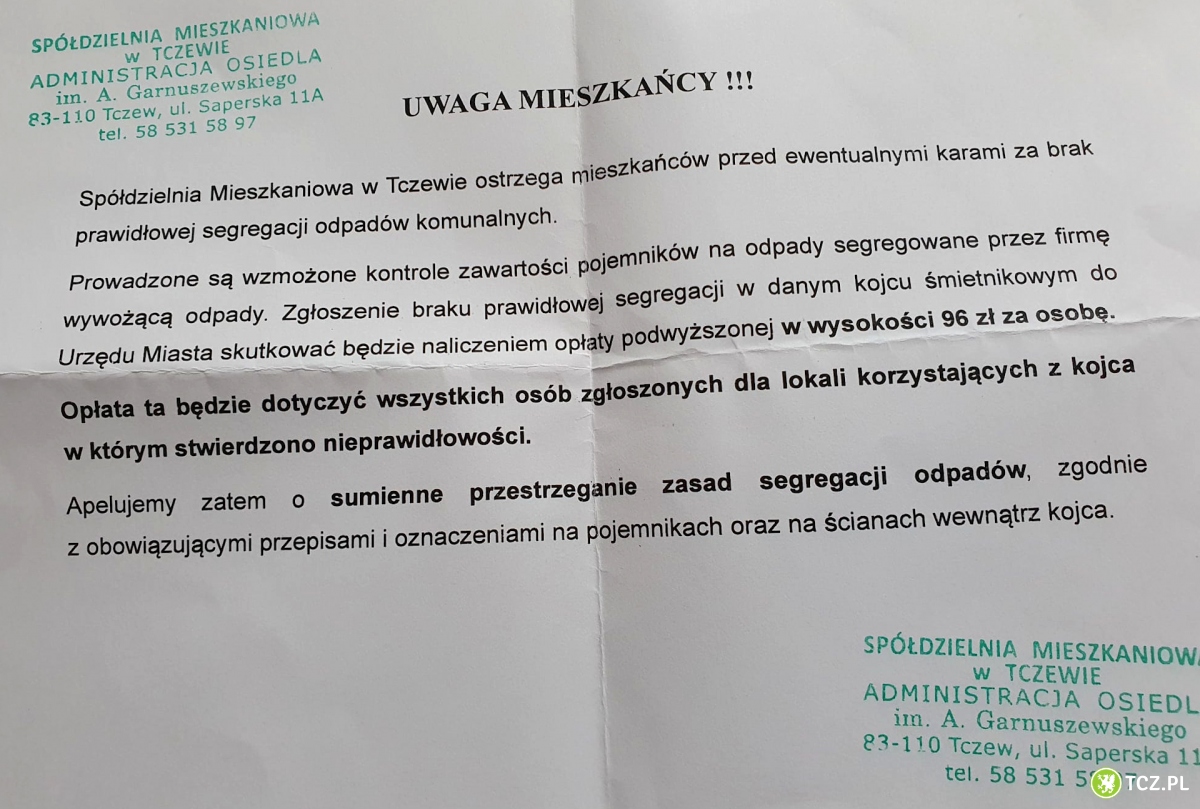 SPÓŁDZIELNIA MIESZKANIOWA
w TCZEWIE
ADMINISTRACJA OSIEDLA
im. A. Garnuszewskiego
83-110 Tczew, ul. Saperska 11A
tel. 58 531 58 97
UWAGA MIESZKAŃCY !!!
Spółdzielnia Mieszkaniowa w Tczewie ostrzega mieszkańców przed ewentualnymi karami za brak
prawidłowej segregacji odpadów komunalnych.
Prowadzone są wzmożone kontrole zawartości pojemników na odpady segregowane przez firmę
wywożącą odpady. Zgłoszenie braku prawidłowej segregacji w danym kojcu śmietnikowym do
Urzędu Miasta skutkować będzie naliczeniem opłaty podwyższonej w wysokości 96 zł za osobę.
Opłata ta będzie dotyczyć wszystkich osób zgłoszonych dla lokali korzystających z kojca
w którym stwierdzono nieprawidłowości.
Apelujemy zatem o sumienne przestrzeganie zasad segregacji odpadów, zgodnie
z obowiązującymi przepisami i oznaczeniami na pojemnikach oraz na ścianach wewnątrz kojca.
SPÓŁDZIELNIA MIESZKANIOWA
w TCZEWIE
ADMINISTRACJA OSIEDL
im. A. Garnuszewskiego
83-110 Tczew, ul. Saperska 11
tel. 58 531
TCZ.PL